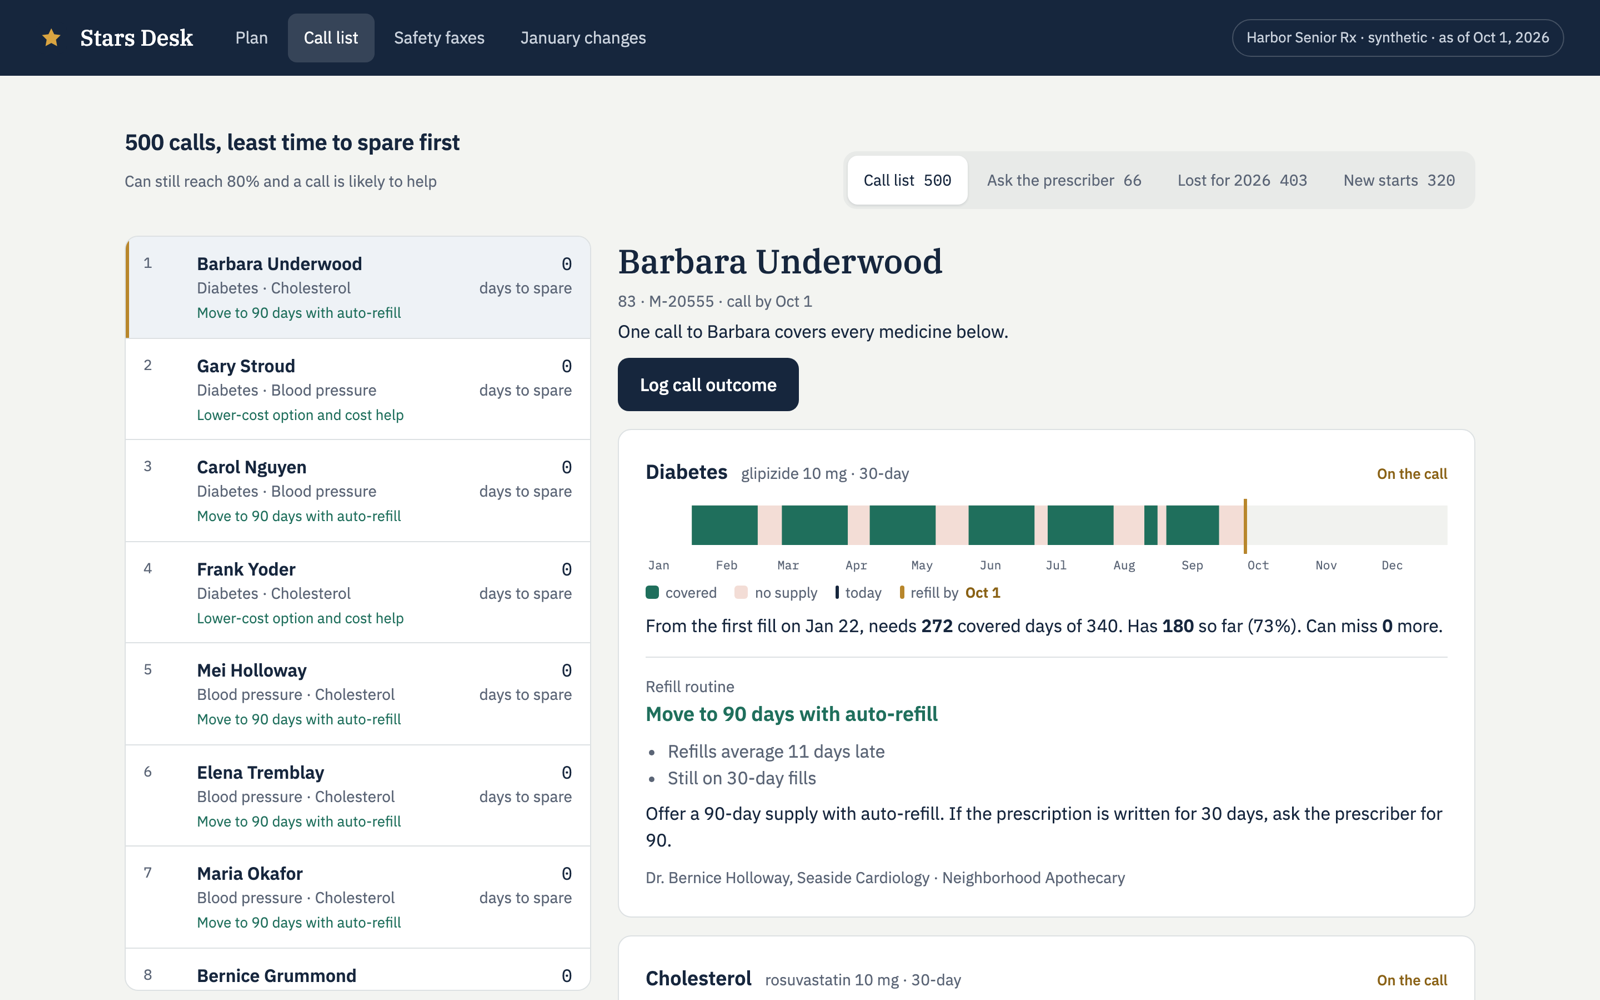 Stars Desk
Plan
Call list
Safety faxes
January changes
Harbor Senior Rx · synthetic · as of Oct 1, 2026
500 calls, least time to spare first
Can still reach 80% and a call is likely to help
Call list 500
Ask the prescriber 66
Lost for 2026 403
New starts 320
1
Barbara Underwood
0
Diabetes · Cholesterol
days to spare
Move to 90 days with auto-refill
2
Gary Stroud
0
Diabetes · Blood pressure
days to spare
Lower-cost option and cost help
3
Carol Nguyen
0
Diabetes · Blood pressure
days to spare
Move to 90 days with auto-refill
4
Frank Yoder
0
Diabetes · Cholesterol
days to spare
Lower-cost option and cost help
5
Mei Holloway
0
Blood pressure · Cholesterol
days to spare
Move to 90 days with auto-refill
6
Elena Tremblay
0
Blood pressure · Cholesterol
days to spare
Move to 90 days with auto-refill
7
Maria Okafor
0
Blood pressure · Cholesterol
days to spare
Move to 90 days with auto-refill
8
Bernice Grummond
0
Barbara Underwood
83 · M-20555 · call by Oct 1
One call to Barbara covers every medicine below.
Log call outcome
Diabetes glipizide 10 mg · 30-day
On the call
Jan Feb Mar Apr May Jun Jul Aug Sep Oct Nov Dec
covered no supply today refill by Oct 1
From the first fill on Jan 22, needs 272 covered days of 340. Has 180 so far (73%). Can miss 0 more.
Refill routine
Move to 90 days with auto-refill
• Refills average 11 days late
• Still on 30-day fills
Offer a 90-day supply with auto-refill. If the prescription is written for 30 days, ask the prescriber for
90.
Dr. Bernice Holloway, Seaside Cardiology · Neighborhood Apothecary
Cholesterol rosuvastatin 10 mg · 30-day
On the call